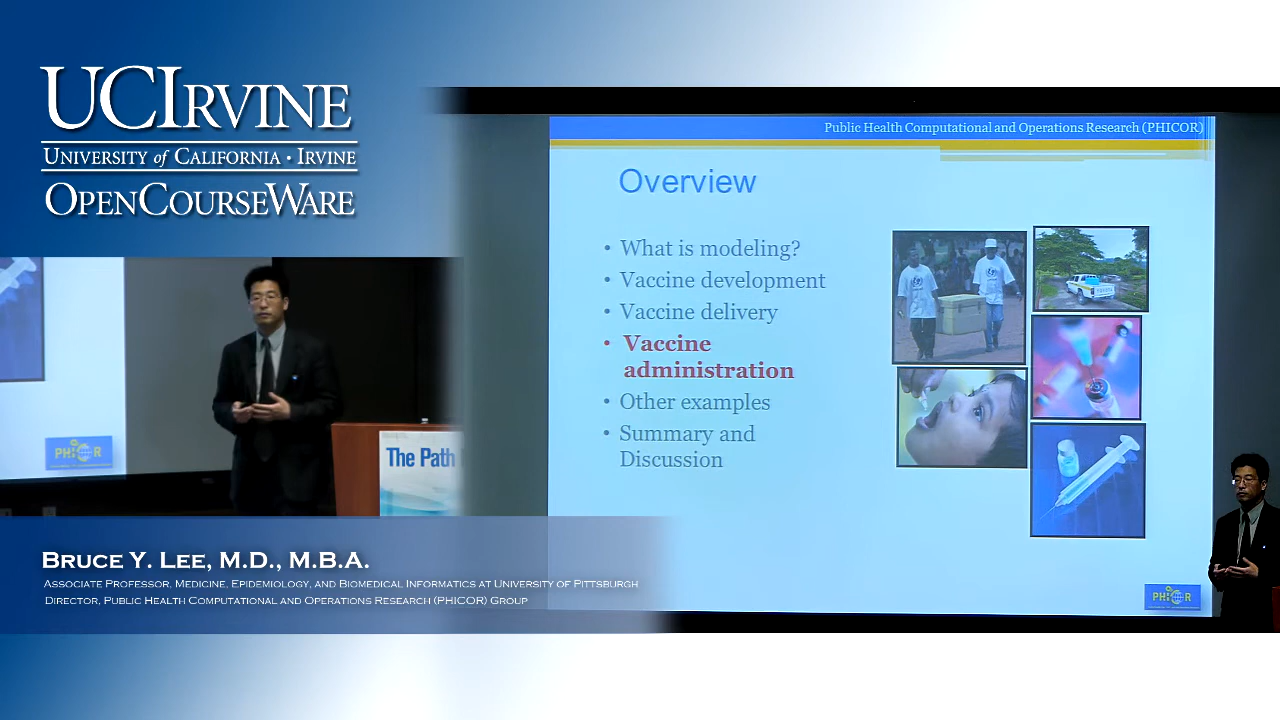 UCIRVINE
UNIVERSITY of CALIFORNIA · IRVINE
OPENCOURSEWARE
Public Health Computational and Operations Research (PHICOR)
Overview
• What is modeling?
• Vaccine development
• Vaccine delivery
• Vaccine
administration
• Other examples
• Summary and
Discussion
PHICOR
The Path
PHICOR
BRUCE Y. LEE, M.D., M.B.A.
ASSOCIATE PROFESSOR, MEDICINE, EPIDEMIOLOGY, AND BIOMEDICAL INFORMATICS AT UNIVERSITY OF PITTSBURGH
DIRECTOR, PUBLIC HEALTH COMPUTATIONAL AND OPERATIONS RESEARCH (PHICOR) GROUP